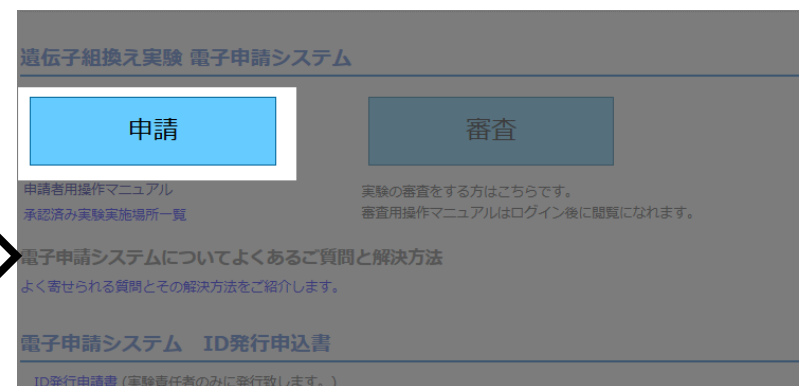 遺伝子組換え実験 電子申請システム
申請
審査
申請者用操作マニュアル
承認済み実験実施場所一覧
実験の審査をする方はこちらです。
審査用操作マニュアルはログイン後に閲覧になれます。
電子申請システムについてよくあるご質問と解決方法
よく寄せられる質問とその解決方法をご紹介します。
電子申請システム ID発行申込書
ID発行申請書 (実験責任者のみに発行致します。)